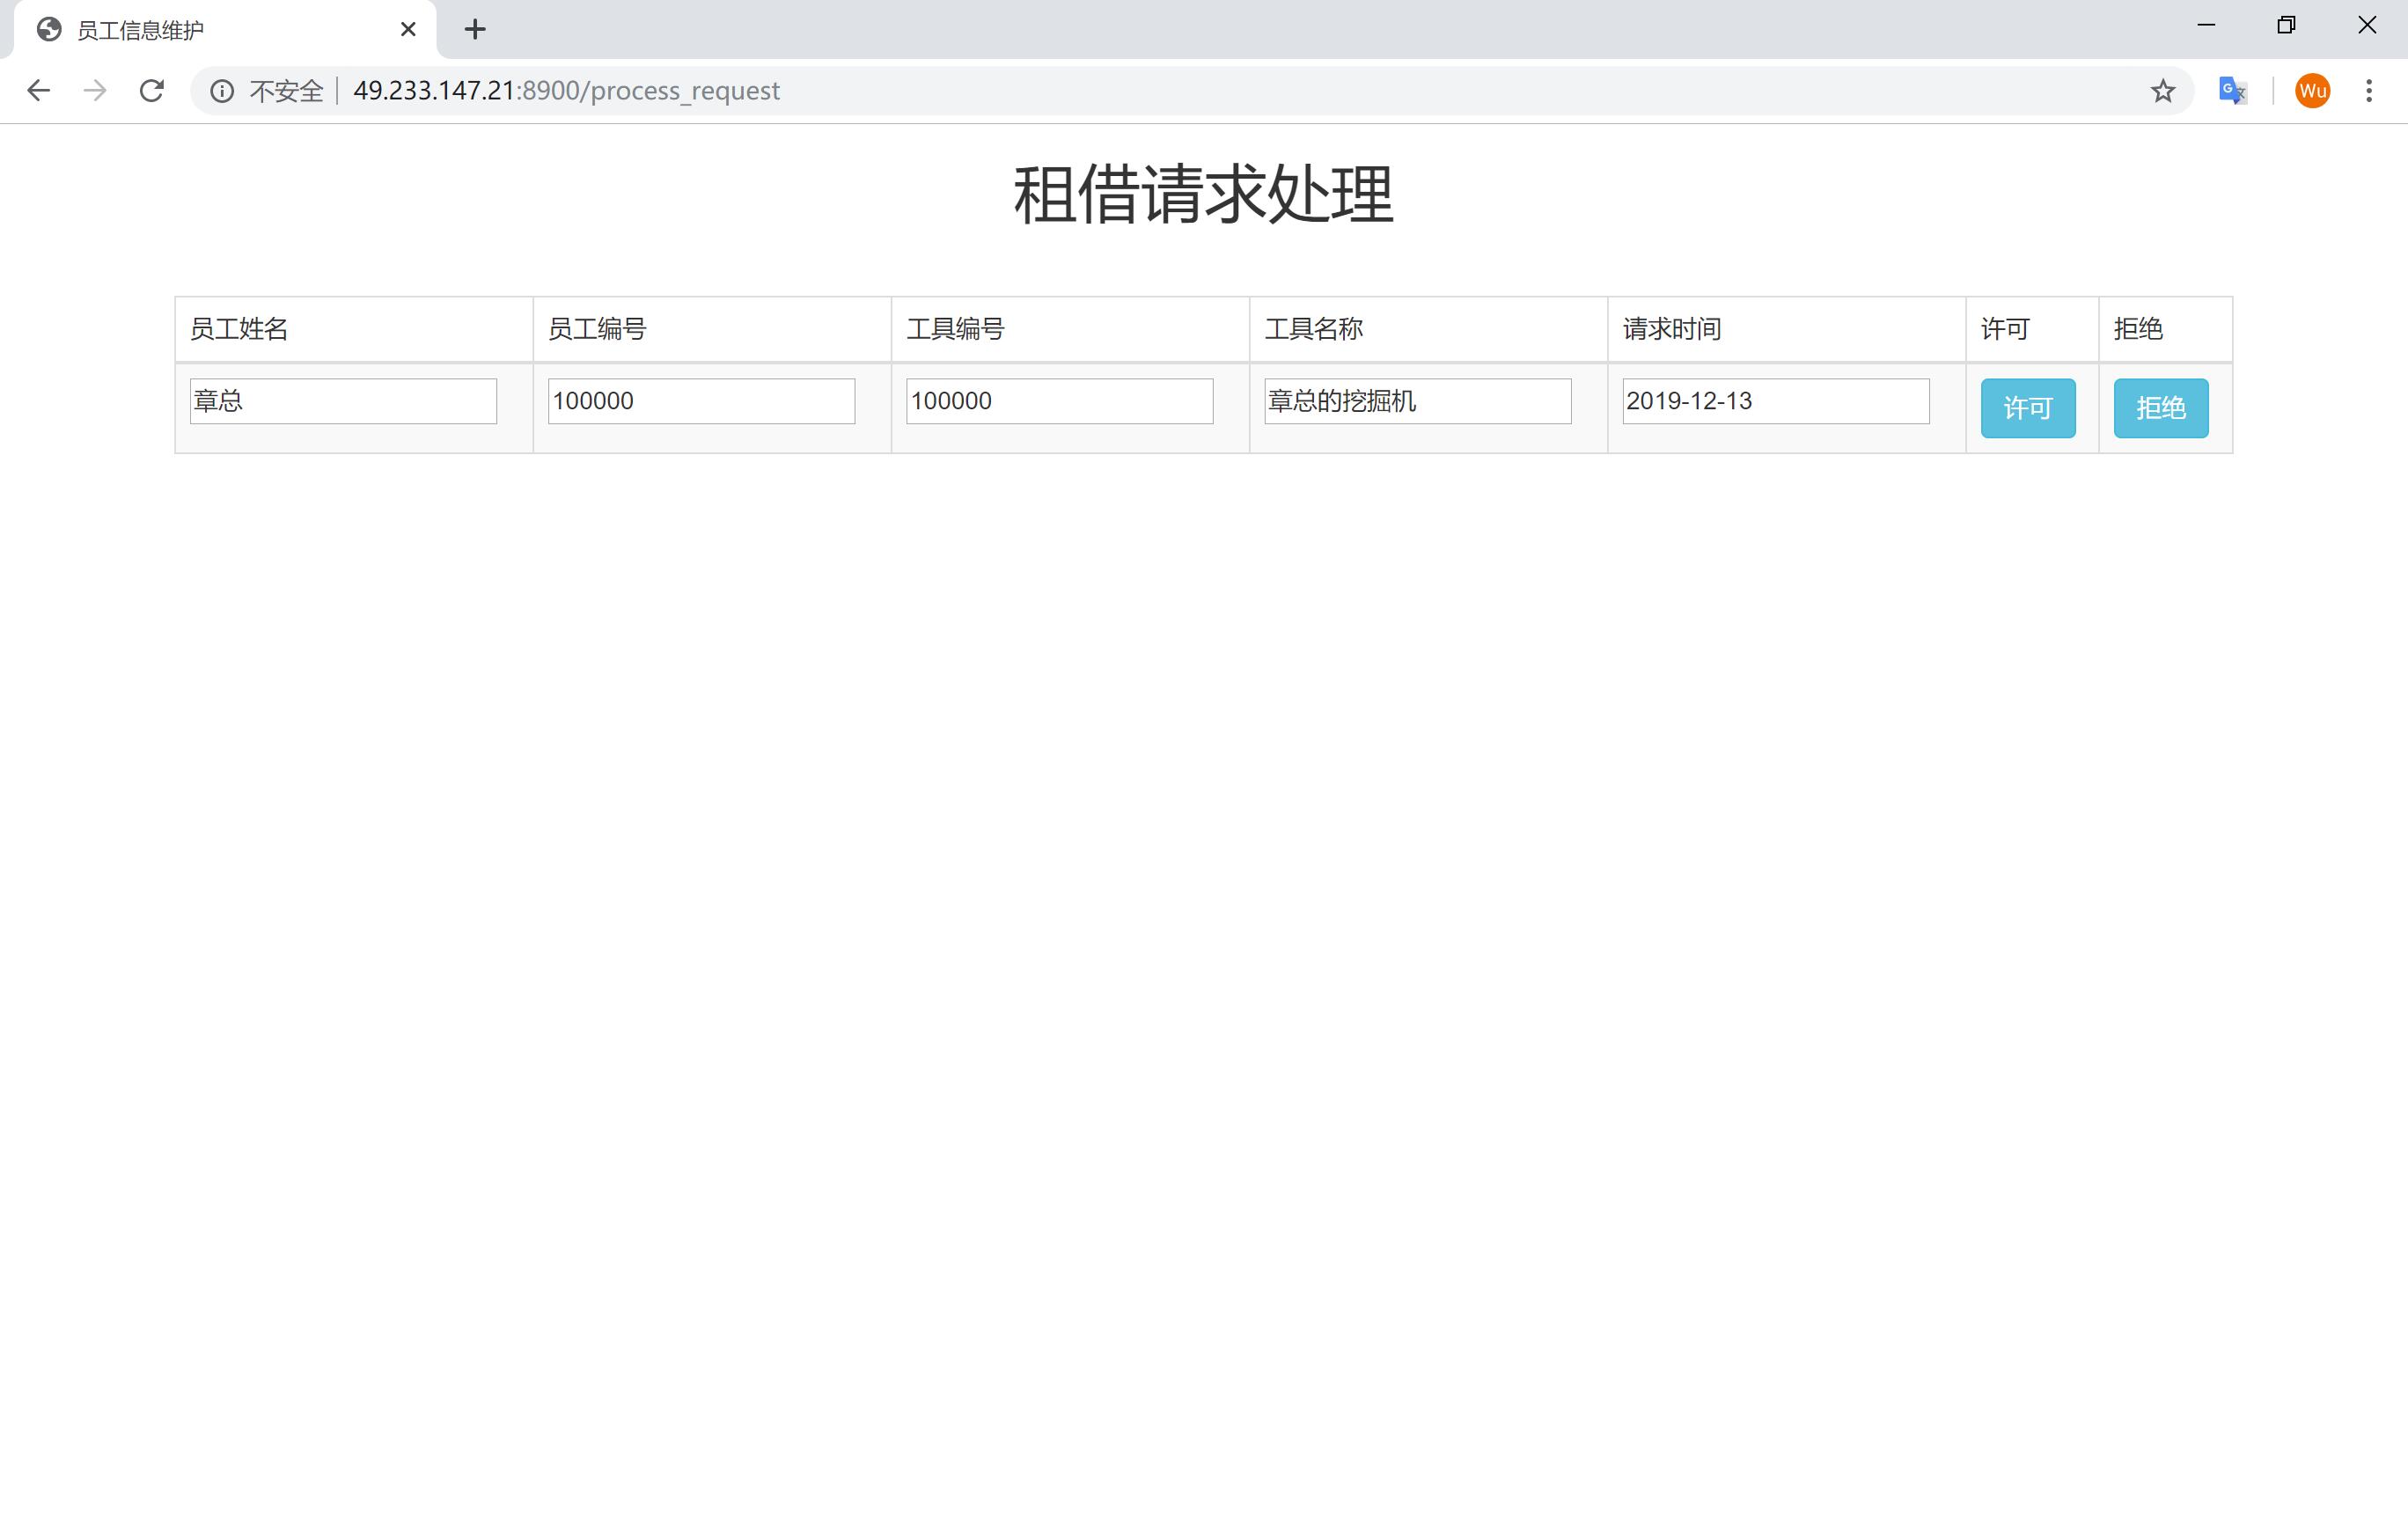 员工信息维护
不安全 49.233.147.21:8900/process_request Wu
租借请求处理
员工姓名 员工编号 工具编号 工具名称 请求时间 许可 拒绝
章总 100000 100000 章总的挖掘机 2019-12-13 许可 拒绝